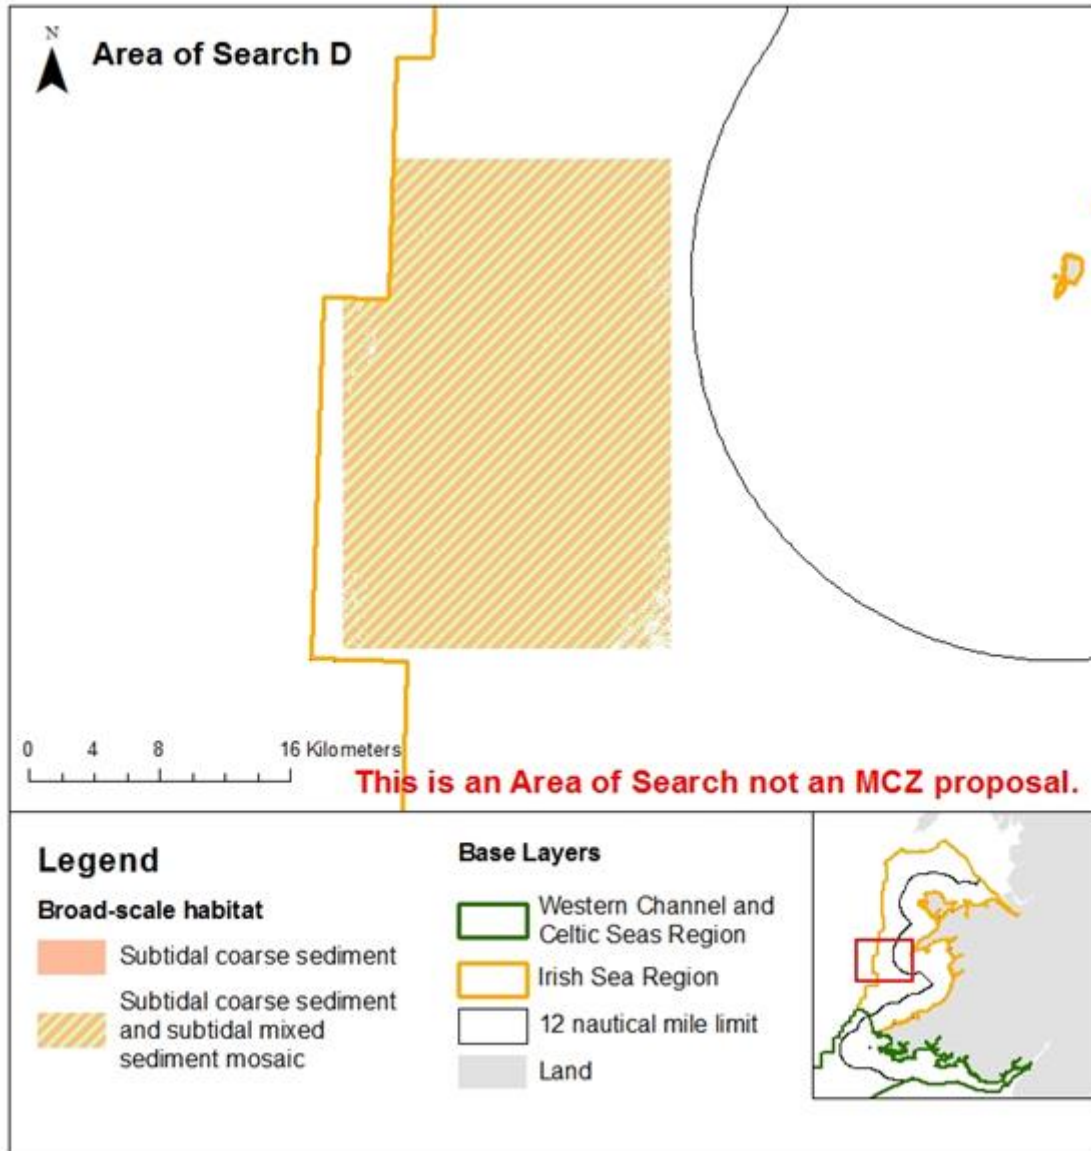 N
Area of Search D
0 4 8 16 Kilometers
This is an Area of Search not an MCZ proposal.
Legend
Broad-scale habitat
Subtidal coarse sediment
Subtidal coarse sediment
and subtidal mixed
sediment mosaic
Base Layers
Western Channel and
Celtic Seas Region
Irish Sea Region
12 nautical mile limit
Land